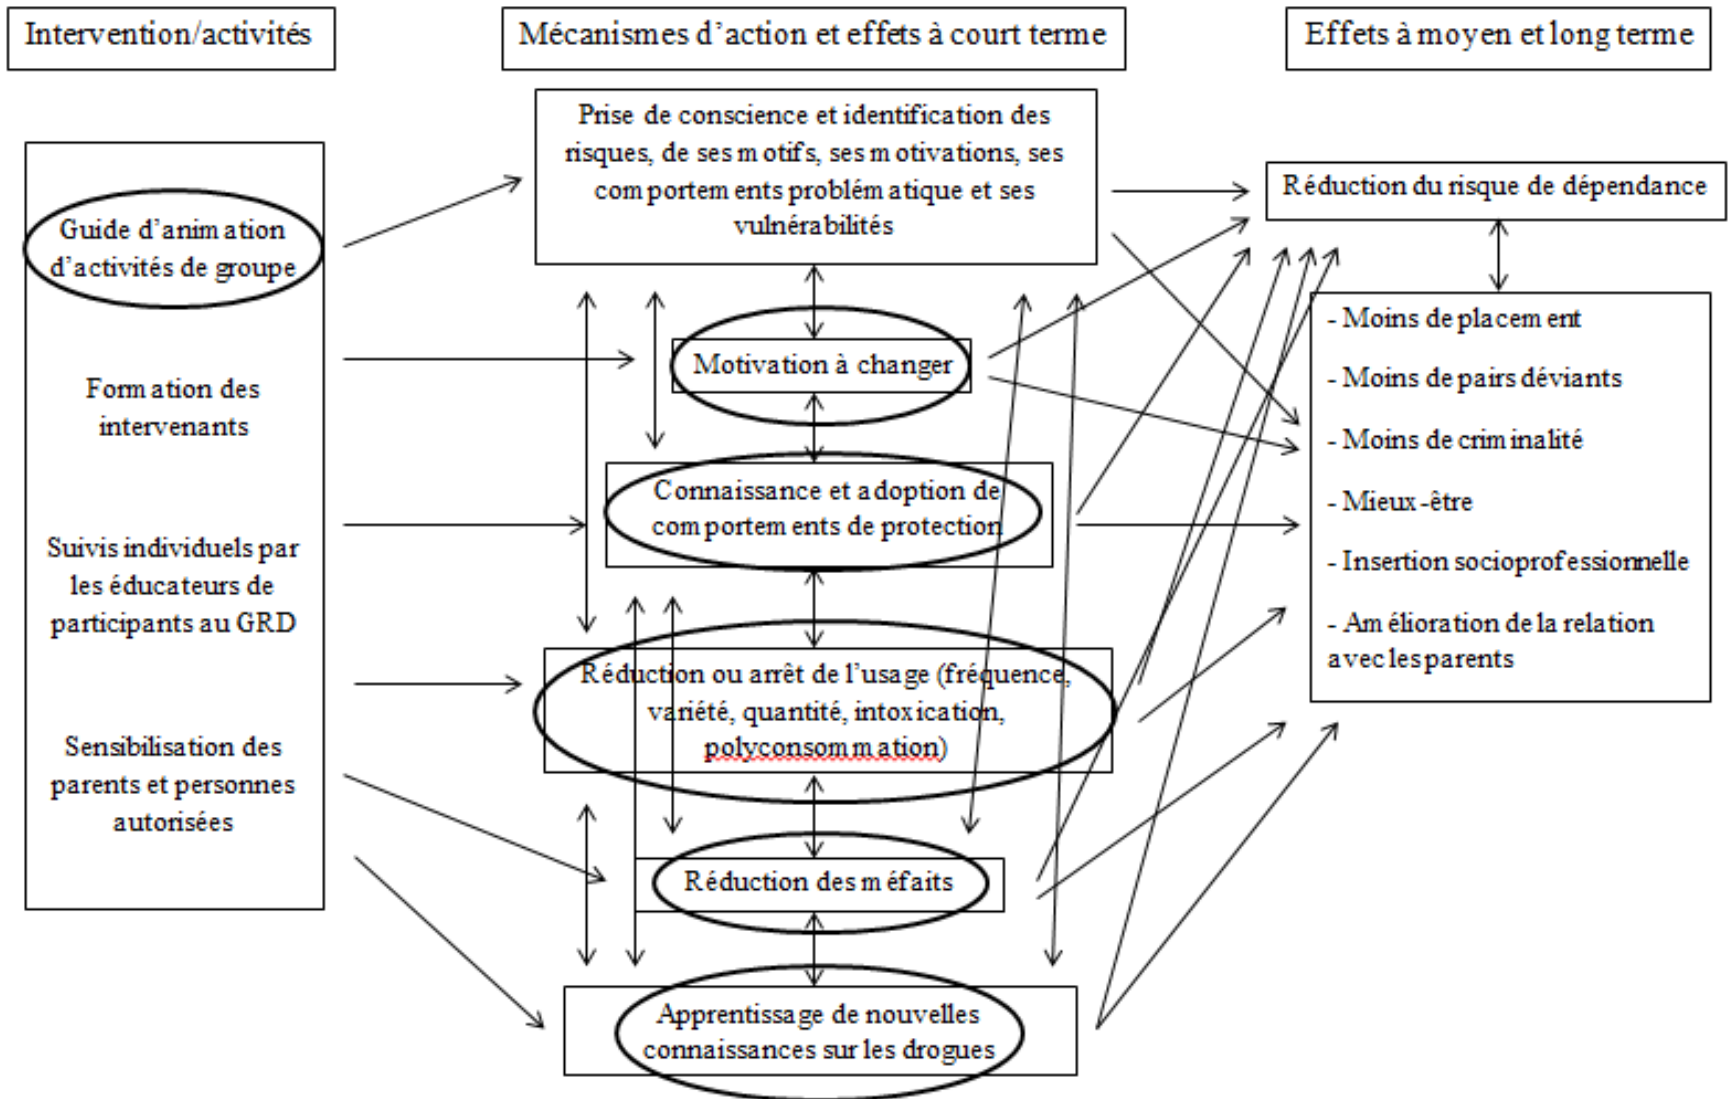 Intervention/activités
Mécanismes d’action et effets à court terme
Effets à moyen et long terme
Guide d’animation
d’activités de groupe
Formation des
intervenants
Suivis individuels par
les éducateurs de
participants au GRD
Sensibilisation des
parents et personnes
autorisées
Prise de conscience et identification des
risques, de ses motifs, ses motivations, ses
comportements problématique et ses
vulnérabilités
Motivation à changer
Connaissance et adoption de
comportements de protection
Réduction ou arrêt de l’usage (fréquence,
variété, quantité, intoxication,
polyconsommation)
Réduction des méfaits
Apprentissage de nouvelles
connaissances sur les drogues
Réduction du risque de dépendance
- Moins de placement
- Moins de pairs déviants
- Moins de criminalité
- Mieux-être
- Insertion socioprofessionnelle
- Amélioration de la relation
avec les parents